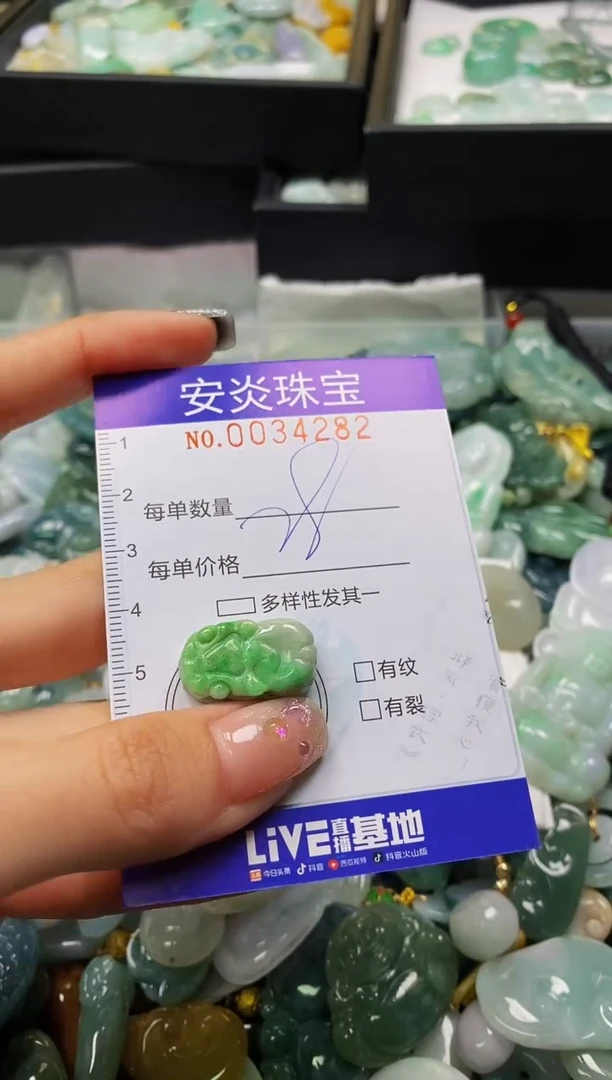 安炎珠宝
NO.0034282
1
2
每单数量
3
每单价格
4
多样性发其一
5
有纹
有裂
LiVE直播基地
今日头条 抖音 西瓜视频 抖音火山版